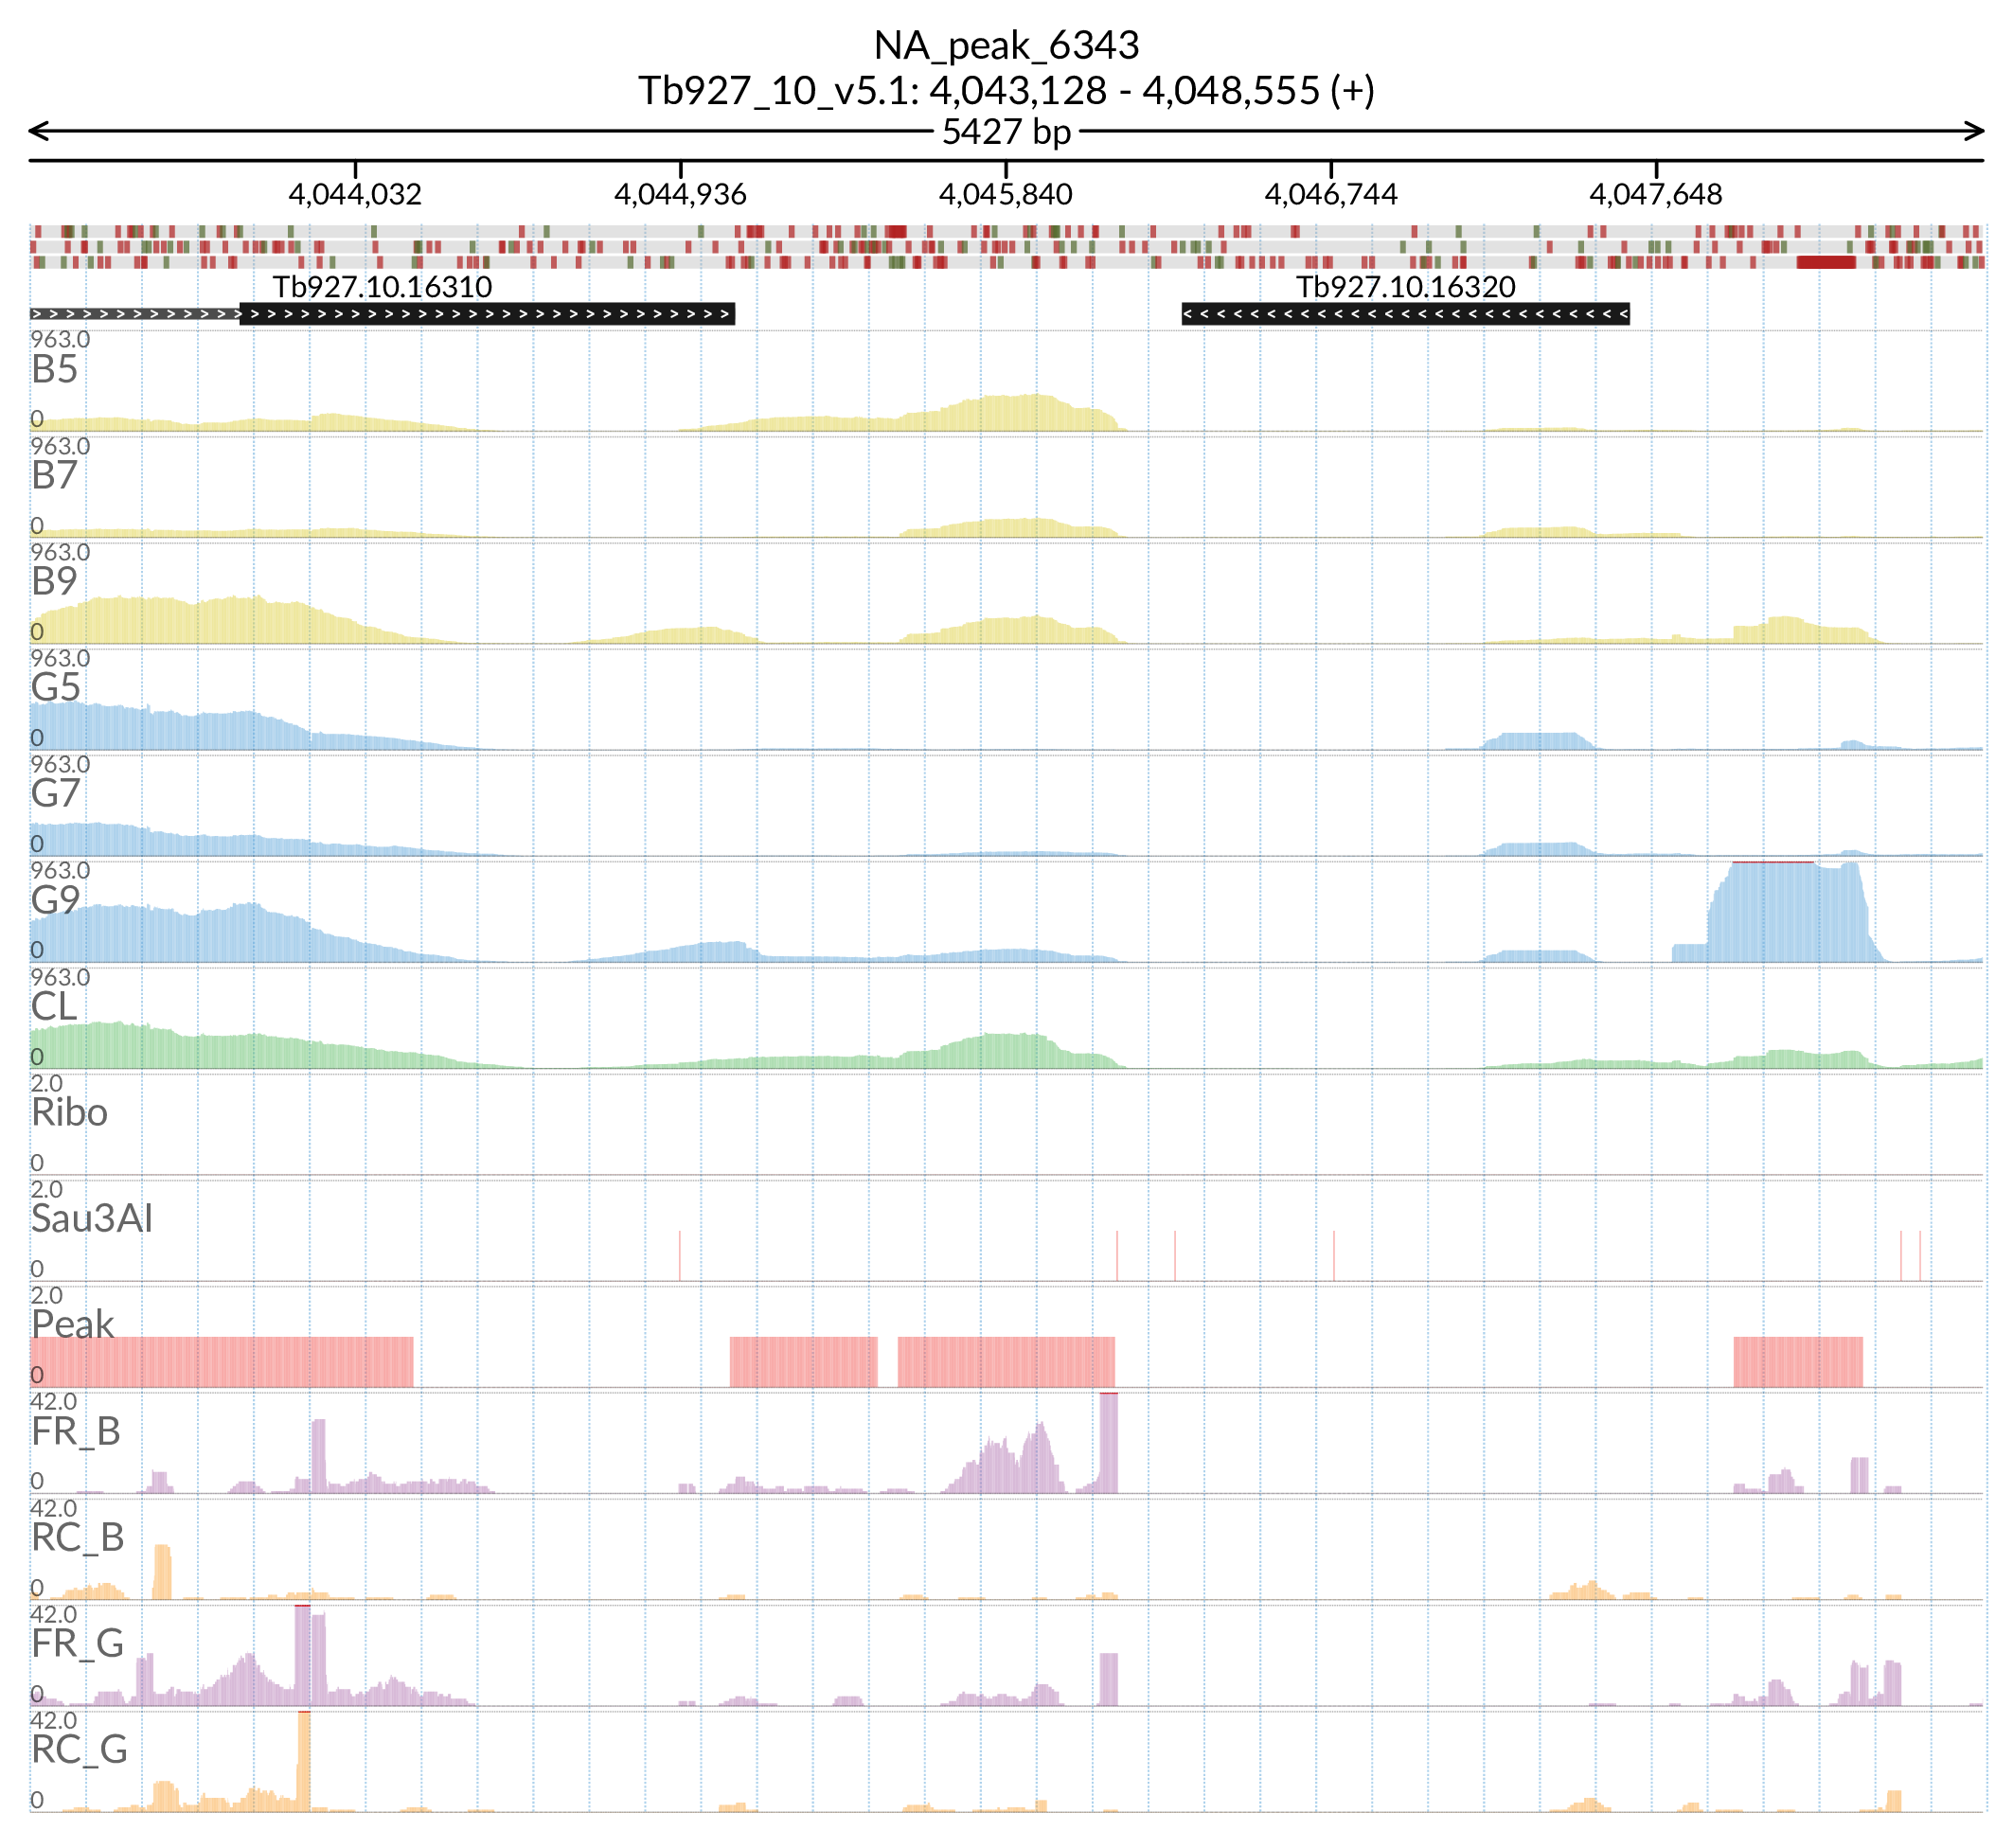 NA_peak_6343
Tb927_10_v5.1: 4,043,128 - 4,048,555 (+)
5427 bp
4,044,032 4,044,936 4,045,840 4,046,744 4,047,648
Tb927.10.16310 Tb927.10.16320
963.0
B5
0
963.0
B7
0
963.0
B9
0
963.0
G5
0
963.0
G7
0
963.0
G9
0
963.0
CL
0
2.0
Ribo
0
2.0
Sau3AI
0
2.0
Peak
0
42.0
FR_B
0
42.0
RC_B
0
42.0
FR_G
0
42.0
RC_G
0